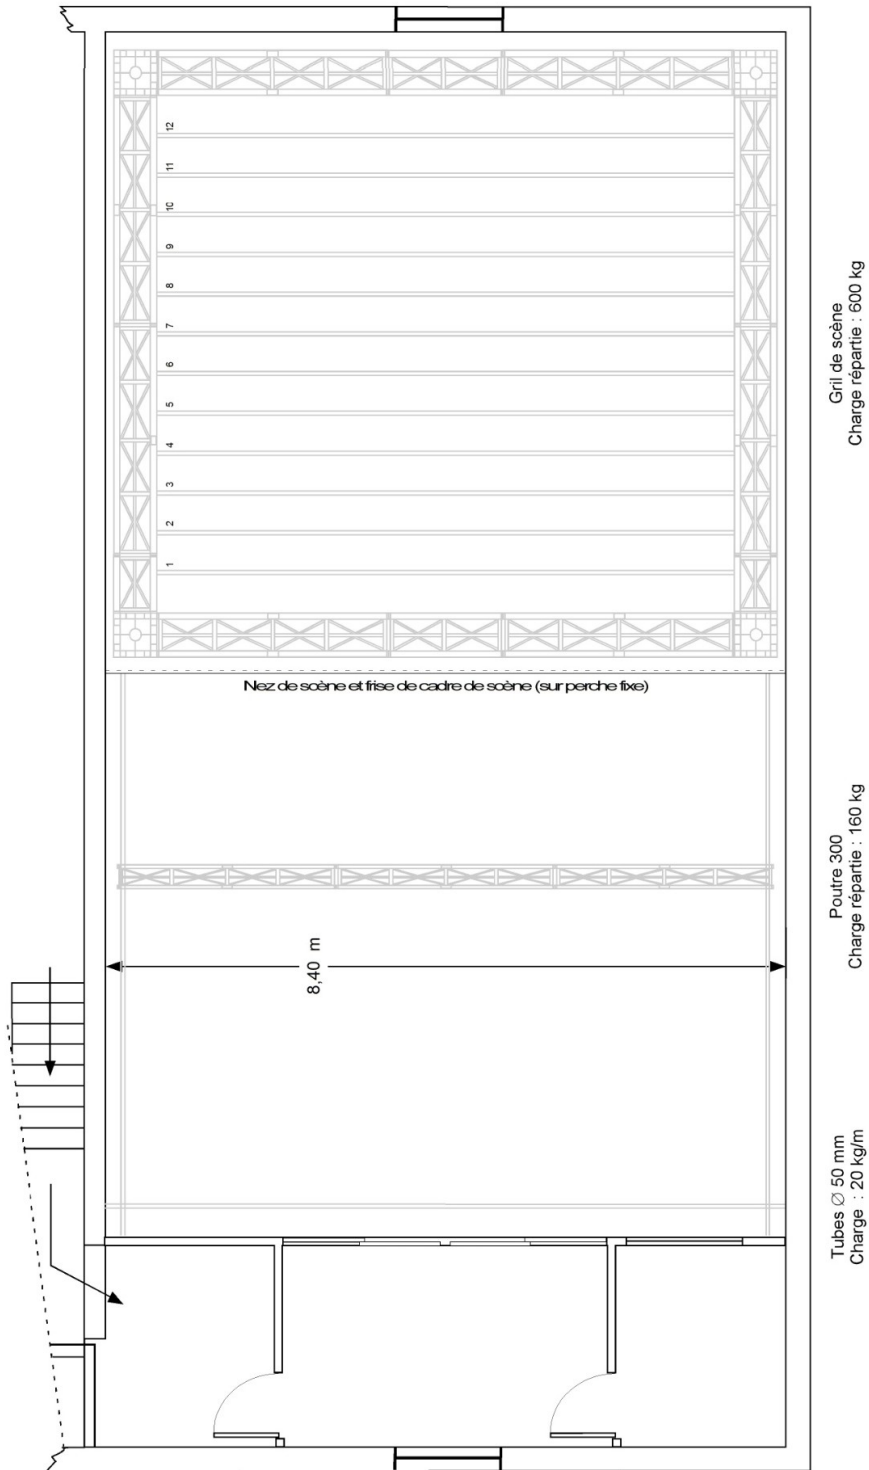 12
11
10
9
8
7
6
5
4
3
2
1
Gril de scène
Charge répartie : 600 kg
Nez de scène et frise de cadre de scène (sur perche fixe)
Poutre 300
Charge répartie : 160 kg
8,40 m
Tubes ∅ 50 mm
Charge : 20 kg/m